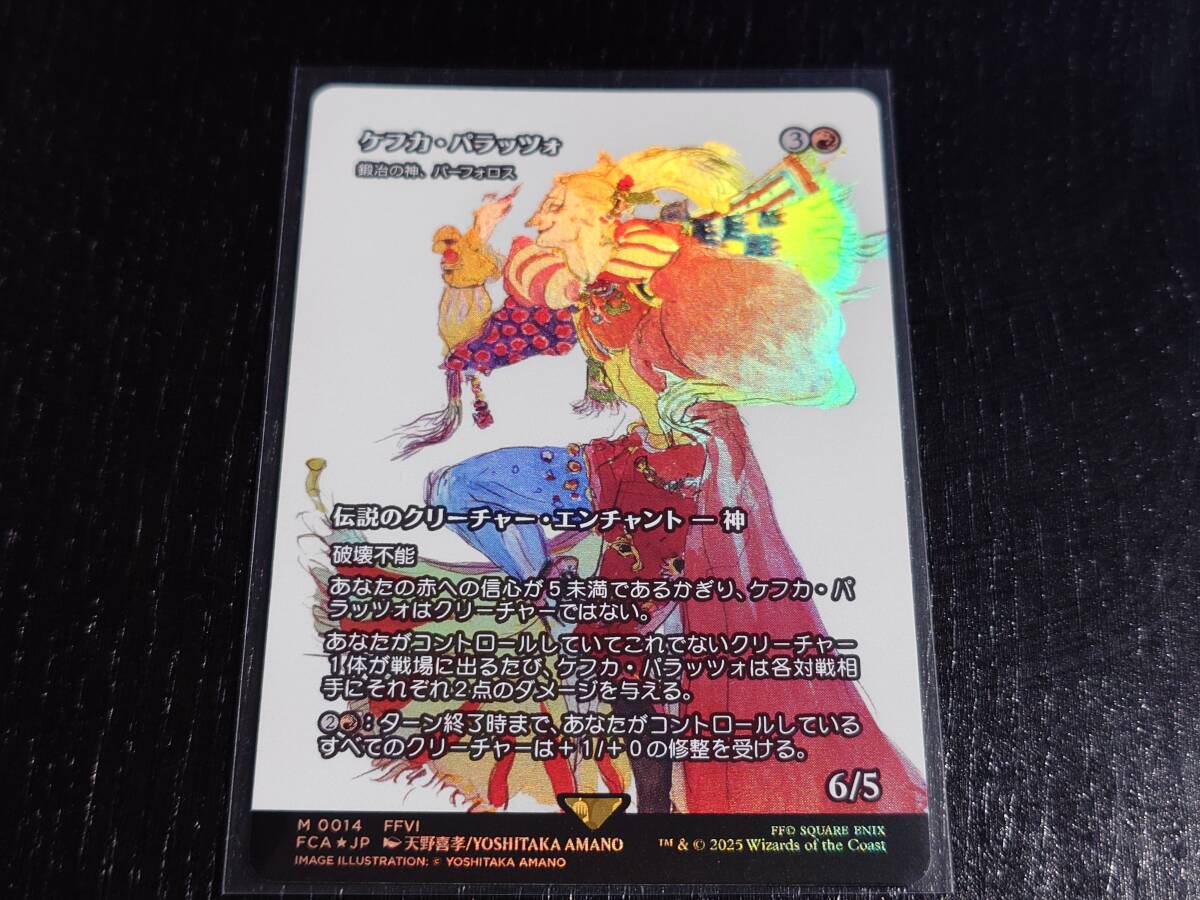 ケフカ・パラッツォ ③
鍛冶の神、パーフォロス
伝説のクリーチャー・エンチャント — 神
破壊不能
あなたの赤への信心が5未満であるかぎり、ケフカ・パ
ラッツォはクリーチャーではない。
あなたがコントロールしていてこれでないクリーチャー
1体が戦場に出るたび、ケフカ・パラッツォは各対戦相
手にそれぞれ2点のダメージを与える。
②:ターン終了時まで、あなたがコントロールしている
すべてのクリーチャーは+1/+0の修整を受ける。
6/5
M 0014 FFVI
FCA★JP 天野喜孝/YOSHITAKA AMANO
IMAGE ILLUSTRATION: © YOSHITAKA AMANO
FF© SQUARE ENIX
™ & © 2025 Wizards of the Coast